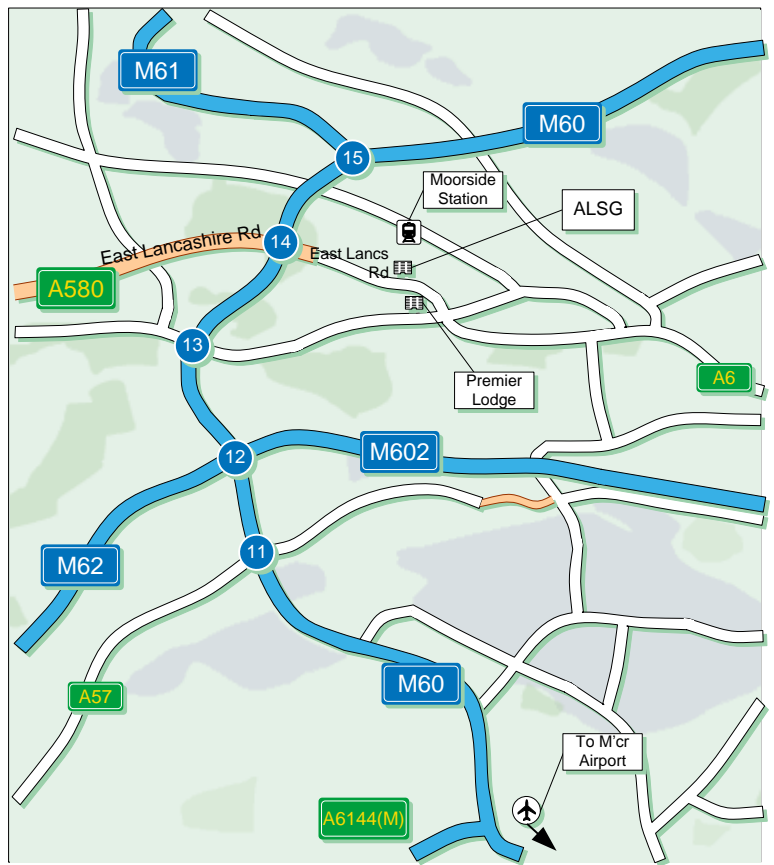 M61
M60
15
Moorside
Station
ALSG
East Lancashire Rd
14
East Lancs
Rd
A580
13
Premier
Lodge
A6
12
M602
11
M62
A57
M60
To M'cr
Airport
A6144(M)